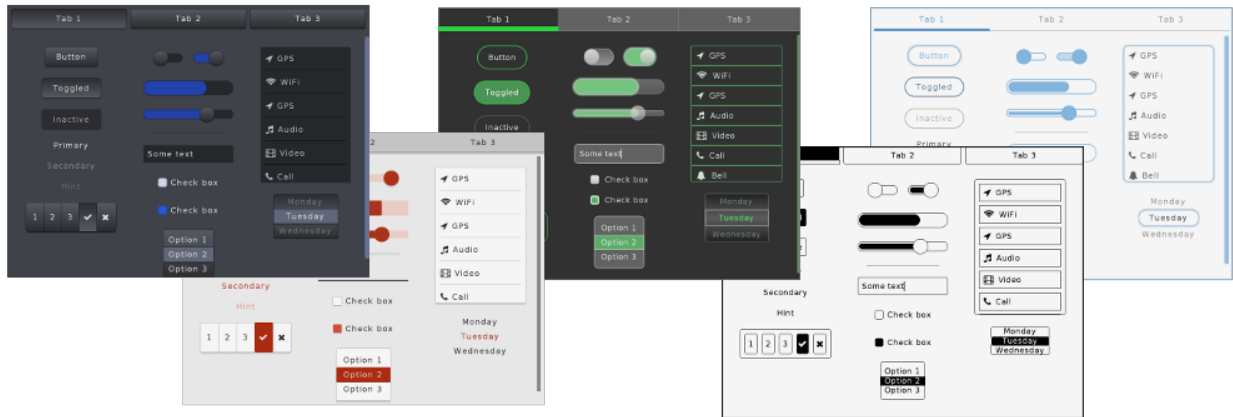 Tab 1
Tab 2
Tab 3
Button
Toggled
Inactive
Primary
Secondary
Hint
1 2 3
Some text
Check box
Check box
Option 1
Option 2
Option 3
GPS
WiFi
GPS
Audio
Video
Call
Monday
Tuesday
Wednesday
2
Tab 3
Secondary
Hint
1 2 3
Check box
Check box
Option 1
Option 2
Option 3
GPS
WiFi
GPS
Audio
Video
Call
Monday
Tuesday
Wednesday
Tab 1
Tab 2
Tab 3
Button
Toggled
Inactive
Some text
Check box
Check box
Option 1
Option 2
Option 3
GPS
WiFi
GPS
Audio
Video
Call
Bell
Monday
Tuesday
Wednesday
Tab 2
Tab 3
Secondary
Hint
1 2 3
Some text
Check box
Check box
Option 1
Option 2
Option 3
GPS
WiFi
GPS
Audio
Video
Call
Monday
Tuesday
Wednesday
Tab 1
Tab 2
Tab 3
Button
Toggled
Inactive
Primary
GPS
WiFi
GPS
Audio
Video
Call
Bell
Monday
Tuesday
Wednesday